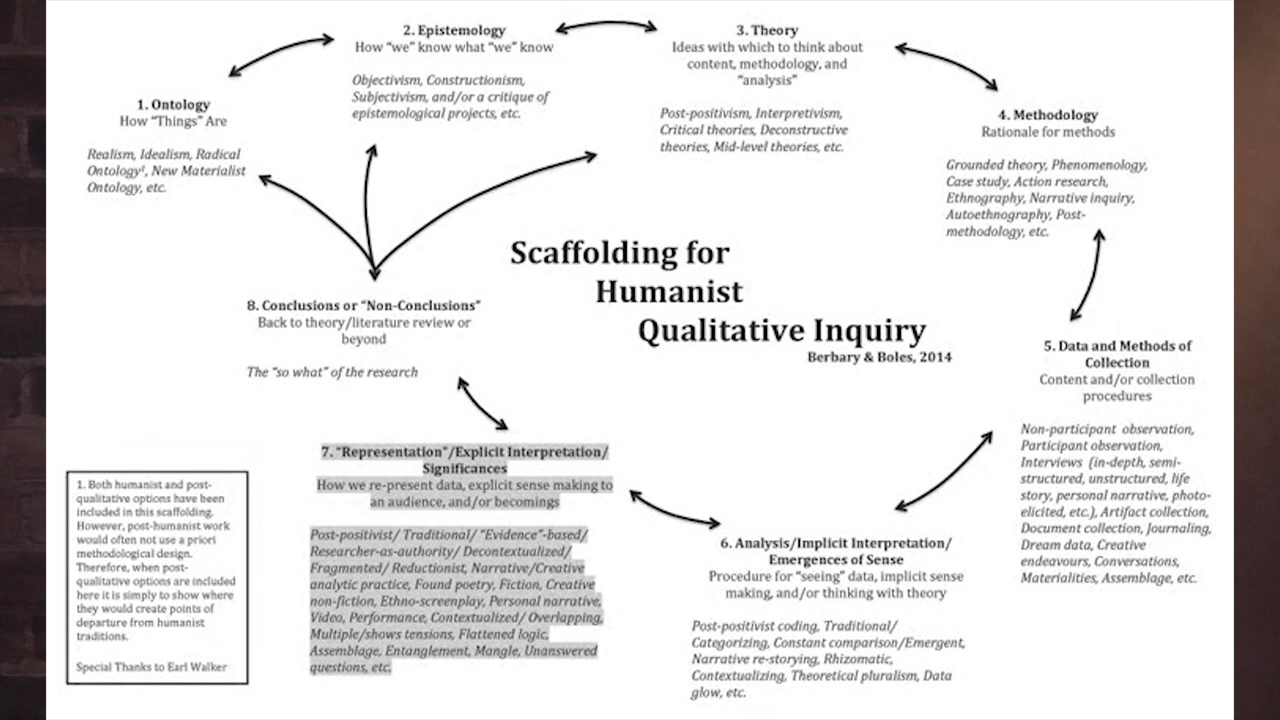 2. Epistemology
How “we” know what “we” know
Objectivism, Constructionism,
Subjectivism, and/or a critique of
epistemological projects, etc.
3. Theory
Ideas with which to think about
content, methodology, and
“analysis”
Post-positivism, Interpretivism,
Critical theories, Deconstructive
theories, Mid-level theories, etc.
1. Ontology
How “Things” Are
Realism, Idealism, Radical
Ontology¹, New Materialist
Ontology, etc.
4. Methodology
Rationale for methods
Grounded theory, Phenomenology,
Case study, Action research,
Ethnography, Narrative inquiry,
Autoethnography, Post-
methodology, etc.
Scaffolding for
Humanist
Qualitative Inquiry
Berbary & Boles, 2014
8. Conclusions or “Non-Conclusions”
Back to theory/literature review or
beyond
The “so what” of the research
5. Data and Methods of
Collection
Content and/or collection
procedures
Non-participant observation,
Participant observation,
Interviews (in-depth, semi-
structured, unstructured, life
story, personal narrative, photo-
elicited, etc.), Artifact collection,
Document collection, Journaling,
Dream data, Creative
endeavours, Conversations,
Materialities, Assemblage, etc.
7. “Representation”/Explicit Interpretation/
Significances
How we re-present data, explicit sense making to
an audience, and/or becomings
Post-positivist/ Traditional/ “Evidence”-based/
Researcher-as-authority/ Decontextualized/
Fragmented/ Reductionist, Narrative/Creative
analytic practice, Found poetry, Fiction, Creative
non-fiction, Ethno-screenplay, Personal narrative,
Video, Performance, Contextualized/ Overlapping,
Multiple/shows tensions, Flattened logic,
Assemblage, Entanglement, Mangle, Unanswered
questions, etc.
6. Analysis/Implicit Interpretation/
Emergences of Sense
Procedure for “seeing” data, implicit sense
making, and/or thinking with theory
Post-positivist coding, Traditional/
Categorizing, Constant comparison/Emergent,
Narrative re-storying, Rhizomatic,
Contextualizing, Theoretical pluralism, Data
glow, etc.
1. Both humanist and post-
qualitative options have been
included in this scaffolding.
However, post-humanist work
would often not use a priori
methodological design.
Therefore, when post-
qualitative options are included
here it is simply to show where
they would create points of
departure from humanist
traditions.
Special Thanks to Earl Walker